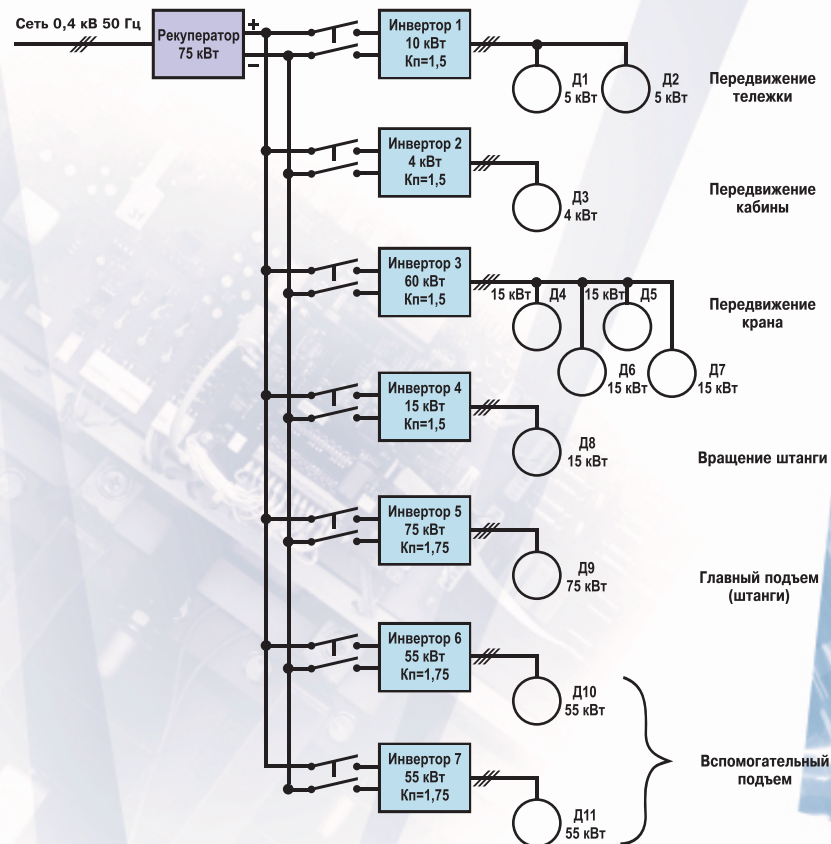 Сеть 0,4 кВ 50 Гц
Рекуператор
75 кВт
+
–
Инвертор 1
10 кВт
Кп=1,5
Д1
5 кВт
Д2
5 кВт
Передвижение
тележки
Инвертор 2
4 кВт
Кп=1,5
Д3
4 кВт
Передвижение
кабины
Инвертор 3
60 кВт
Кп=1,5
15 кВт Д4
15 кВт Д5
Д6
15 кВт
Д7
15 кВт
Передвижение
крана
Инвертор 4
15 кВт
Кп=1,5
Д8
15 кВт
Вращение штанги
Инвертор 5
75 кВт
Кп=1,75
Д9
75 кВт
Главный подъем
(штанги)
Инвертор 6
55 кВт
Кп=1,75
Д10
55 кВт
Инвертор 7
55 кВт
Кп=1,75
Д11
55 кВт
Вспомогательный
подъем